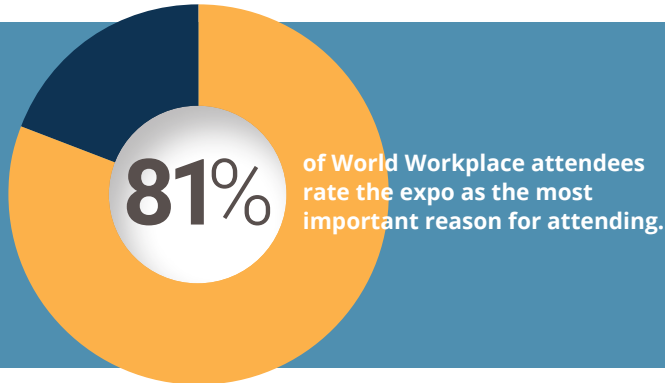 81%
of World Workplace attendees
rate the expo as the most
important reason for attending.